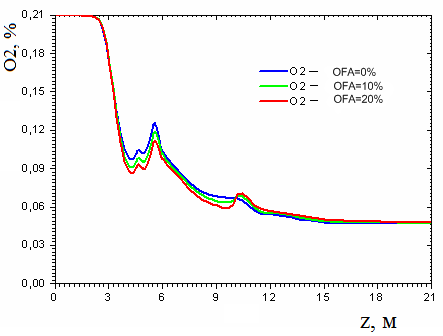 0,21
0,18
0,15
0,12
0,09
0,06
0,03
0,00
O2, %
O2 – OFA=0%
O2 – OFA=10%
O2 – OFA=20%
0 3 6 9 12 15 18 21
Z, м